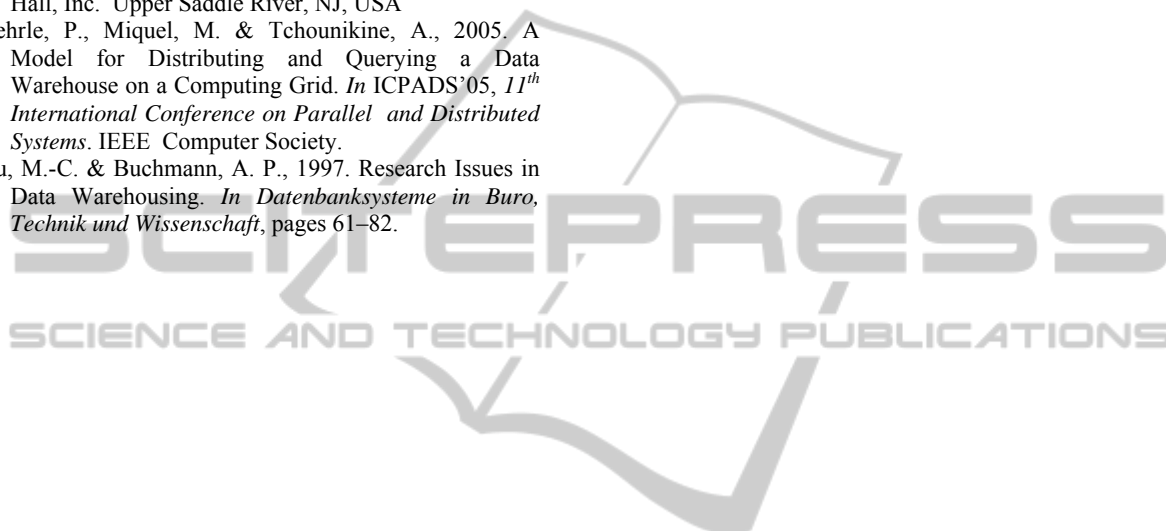 Hall, Inc. Upper Saddle River, NJ, USA
ehrle, P., Miquel, M. & Tchounikine, A., 2005. A
Model for Distributing and Querying a Data
Warehouse on a Computing Grid. In ICPADS'05, 11th
International Conference on Parallel and Distributed
Systems. IEEE Computer Society.
u, M.-C. & Buchmann, A. P., 1997. Research Issues in
Data Warehousing. In Datenbanksysteme in Buro,
Technik und Wissenschaft, pages 61–82.
SCITEPRESS
SCIENCE AND TECHNOLOGY PUBLICATIONS